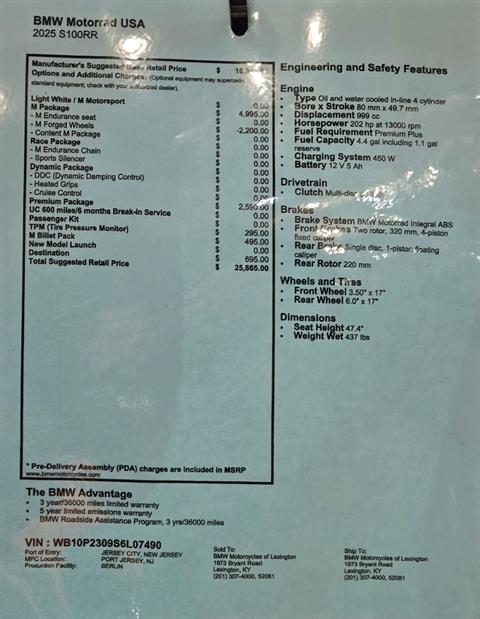 BMW Motorrad USA
2025 S100RR
Manufacturer's Suggested Base Retail Price $
Options and Additional Charges: (Optional equipment may supersede
standard equipment; check with your authorized dealer).
Light White / M Motorsport $ 0.00
M Package $ 4,995.00
- M Endurance seat $ 0.00
- M Forged Wheels $ 0.00
- Content M Package $ -2,200.00
Race Package $ 0.00
- M Endurance Chain $ 0.00
- Sports Silencer $ 0.00
Dynamic Package $ 0.00
- DDC (Dynamic Damping Control) $ 0.00
- Heated Grips $ 0.00
- Cruise Control $ 0.00
Premium Package $ 2,590.00
UC 600 miles/6 months Break-In Service $ 0.00
Passenger Kit $ 0.00
TPM (Tire Pressure Monitor) $ 295.00
M Billet Pack $ 495.00
New Model Launch $ 0.00
Destination $ 695.00
Total Suggested Retail Price $ 25,865.00
* Pre-Delivery Assembly (PDA) charges are included in MSRP
www.bmwmotorcycles.com
Engineering and Safety Features
Engine
• Type Oil and water cooled in-line 4 cylinder
• Bore x Stroke 80 mm x 49.7 mm
• Displacement 999 cc
• Horsepower 202 hp at 13000 rpm
• Fuel Requirement Premium Plus
• Fuel Capacity 4.4 gal including 1.1 gal
reserve
• Charging System 450 W
• Battery 12 V 5 Ah
Drivetrain
• Clutch Multi-disc
Brakes
• Brake System BMW Motorrad Integral ABS
• Front Brakes Two rotor, 320 mm, 4-piston
fixed caliper
• Rear Brake Single disc, 1-piston floating
caliper
• Rear Rotor 220 mm
Wheels and Tires
• Front Wheel 3.50" x 17"
• Rear Wheel 6.0" x 17"
Dimensions
• Seat Height 47.4"
• Weight Wet 437 lbs
The BMW Advantage
• 3 year/36000 miles limited warranty
• 5 year limited emissions warranty
• BMW Roadside Assistance Program, 3 yrs/36000 miles
VIN : WB10P2309S6L07490
Port of Entry: JERSEY CITY, NEW JERSEY
MPC Location: PORT JERSEY, NJ
Production Facility: BERLIN
Sold To:
BMW Motorcycles of Lexington
1973 Bryant Road
Lexington, KY
(201) 307-4000, 52081
Ship To:
BMW Motorcycles of Lexington
1973 Bryant Road
Lexington, KY
(201) 307-4000, 52081